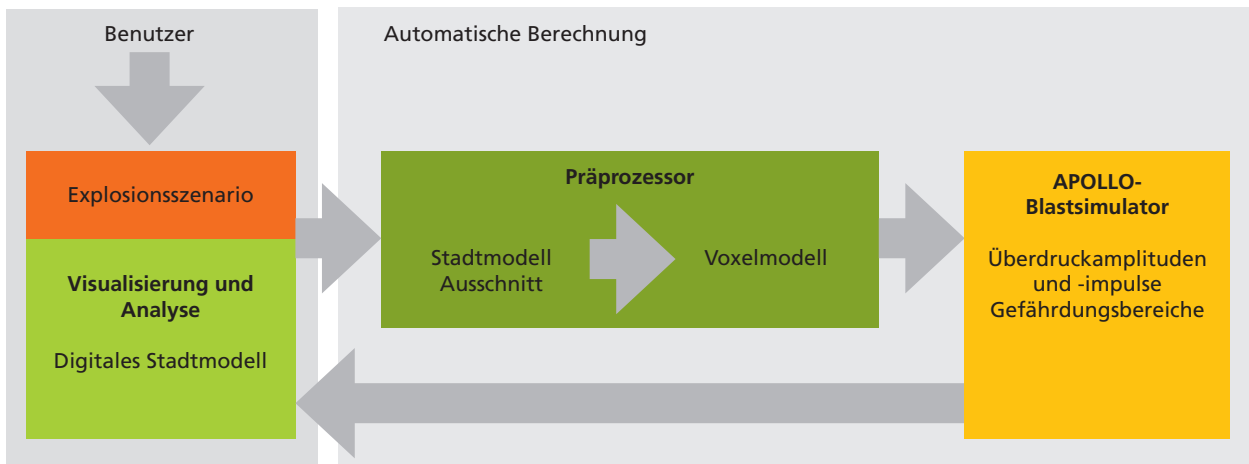 Benutzer
Explosionsszenario
Visualisierung und
Analyse
Digitales Stadtmodell
Automatische Berechnung
Präprozessor
Stadtmodell
Ausschnitt
Voxelmodell
APOLLO-
Blastsimulator
Überdruckamplituden
und -impulse
Gefährdungsbereiche